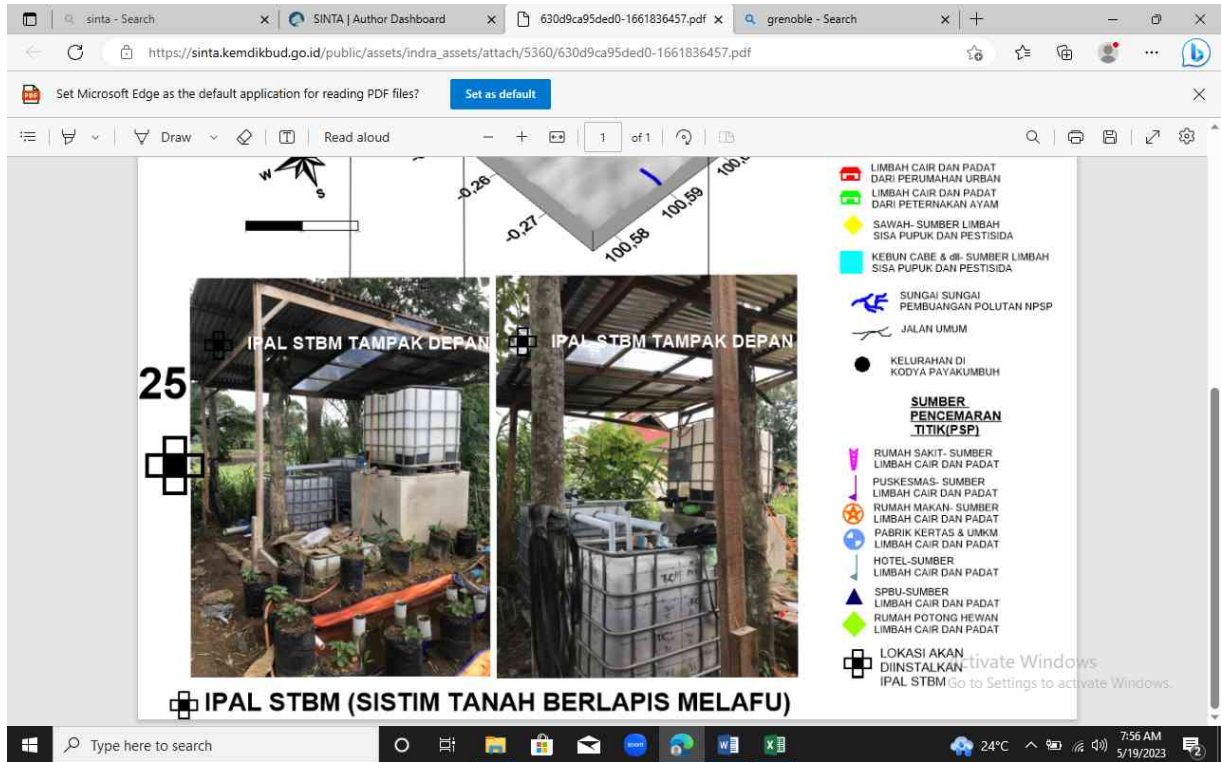 sinta - Search
SINTA | Author Dashboard
630d9ca95ded0-1661836457.pdf
grenoble - Search
https://sinta.kemdikbud.go.id/public/assets/indra_assets/attach/5360/630d9ca95ded0-1661836457.pdf
Set Microsoft Edge as the default application for reading PDF files?
Set as default
Draw
Read aloud
1
of 1
W
S
-0,26
-0,27
100,58
100,59
LIMBAH CAIR DAN PADAT
DARI PERUMAHAN URBAN
LIMBAH CAIR DAN PADAT
DARI PETERNAKAN AYAM
SAWAH- SUMBER LIMBAH
SISA PUPUK DAN PESTISIDA
KEBUN CABE & dll- SUMBER LIMBAH
SISA PUPUK DAN PESTISIDA
SUNGAI SUNGAI
PEMBUANGAN POLUTAN NPSP
JALAN UMUM
KELURAHAN DI
KODYA PAYAKUMBUH
SUMBER
PENCEMARAN
TITIK(PSP)
RUMAH SAKIT- SUMBER
LIMBAH CAIR DAN PADAT
PUSKESMAS- SUMBER
LIMBAH CAIR DAN PADAT
RUMAH MAKAN- SUMBER
LIMBAH CAIR DAN PADAT
PABRIK KERTAS & UMKM
LIMBAH CAIR DAN PADAT
HOTEL-SUMBER
LIMBAH CAIR DAN PADAT
SPBU-SUMBER
LIMBAH CAIR DAN PADAT
RUMAH POTONG HEWAN
LIMBAH CAIR DAN PADAT
LOKASI AKAN
DIINSTALKAN
IPAL STBM
IPAL STBM TAMPAK DEPAN
IPAL STBM TAMPAK DEPAN
25
IPAL STBM (SISTIM TANAH BERLAPIS MELAFU)
Activate Windows
Go to Settings to activate Windows.
Type here to search
zoom
24°C
7:56 AM
5/19/2023
2